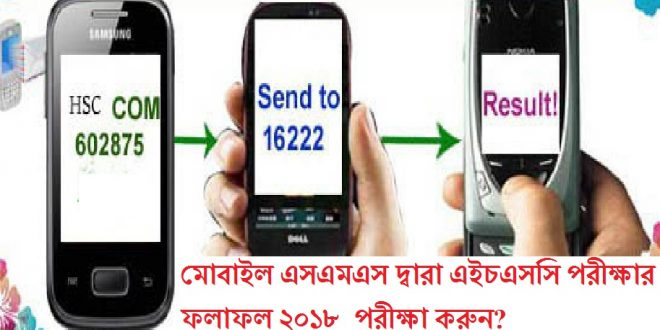 SAMSUNG
HSC COM
602875
Send to
16222
DELL
NOKIA
Result!
মোবাইল এসএমএস দ্বারা এইচএসসি পরীক্ষার
ফলাফল ২০১৮ পরীক্ষা করুন?